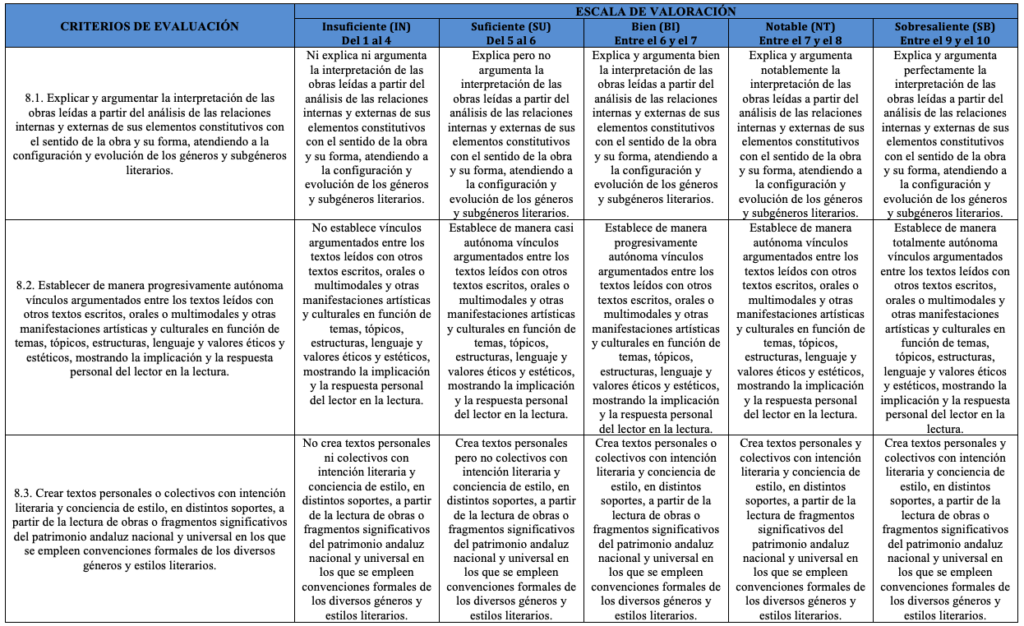 CRITERIOS DE EVALUACIÓN
ESCALA DE VALORACIÓN
Insuficiente (IN)
Del 1 al 4
Suficiente (SU)
Del 5 al 6
Bien (BI)
Entre el 6 y el 7
Notable (NT)
Entre el 7 y el 8
Sobresaliente (SB)
Entre el 9 y el 10
8.1. Explicar y argumentar la interpretación de las
obras leídas a partir del análisis de las relaciones
internas y externas de sus elementos constitutivos con
el sentido de la obra y su forma, atendiendo a la
configuración y evolución de los géneros y subgéneros
literarios.
Ni explica ni argumenta
la interpretación de las
obras leídas a partir del
análisis de las relaciones
internas y externas de sus
elementos constitutivos
con el sentido de la obra
y su forma, atendiendo a
la configuración y
evolución de los géneros
y subgéneros literarios.
Explica pero no
argumenta la
interpretación de las
obras leídas a partir del
análisis de las relaciones
internas y externas de sus
elementos constitutivos
con el sentido de la obra
y su forma, atendiendo a
la configuración y
evolución de los géneros
y subgéneros literarios.
Explica y argumenta bien
la interpretación de las
obras leídas a partir del
análisis de las relaciones
internas y externas de sus
elementos constitutivos
con el sentido de la obra
y su forma, atendiendo a
la configuración y
evolución de los géneros
y subgéneros literarios.
Explica y argumenta
notablemente la
interpretación de las
obras leídas a partir del
análisis de las relaciones
internas y externas de sus
elementos constitutivos
con el sentido de la obra
y su forma, atendiendo a
la configuración y
evolución de los géneros
y subgéneros literarios.
Explica y argumenta
perfectamente la
interpretación de las
obras leídas a partir del
análisis de las relaciones
internas y externas de sus
elementos constitutivos
con el sentido de la obra
y su forma, atendiendo a
la configuración y
evolución de los géneros
y subgéneros literarios.
8.2. Establecer de manera progresivamente autónoma
vínculos argumentados entre los textos leídos con
otros textos escritos, orales o multimodales y otras
manifestaciones artísticas y culturales en función de
temas, tópicos, estructuras, lenguaje y valores éticos y
estéticos, mostrando la implicación y la respuesta
personal del lector en la lectura.
No establece vínculos
argumentados entre los
textos leídos con otros
textos escritos, orales o
multimodales y otras
manifestaciones artísticas
y culturales en función de
temas, tópicos,
estructuras, lenguaje y
valores éticos y estéticos,
mostrando la implicación
y la respuesta personal
del lector en la lectura.
Establece de manera casi
autónoma vínculos
argumentados entre los
textos leídos con otros
textos escritos, orales o
multimodales y otras
manifestaciones artísticas
y culturales en función de
temas, tópicos,
estructuras, lenguaje y
valores éticos y estéticos,
mostrando la implicación
y la respuesta personal
del lector en la lectura.
Establece de manera
progresivamente
autónoma vínculos
argumentados entre los
textos leídos con otros
textos escritos, orales o
multimodales y otras
manifestaciones artísticas
y culturales en función de
temas, tópicos,
estructuras, lenguaje y
valores éticos y estéticos,
mostrando la implicación
y la respuesta personal
del lector en la lectura.
Establece de manera
autónoma vínculos
argumentados entre los
textos leídos con otros
textos escritos, orales o
multimodales y otras
manifestaciones artísticas
y culturales en función de
temas, tópicos,
estructuras, lenguaje y
valores éticos y estéticos,
mostrando la implicación
y la respuesta personal
del lector en la lectura.
Establece de manera
totalmente autónoma
vínculos argumentados
entre los textos leídos
con otros textos escritos,
orales o multimodales y
otras manifestaciones
artísticas y culturales en
función de temas,
tópicos, estructuras,
lenguaje y valores éticos
y estéticos, mostrando la
implicación y la respuesta
personal del lector en la
lectura.
8.3. Crear textos personales o colectivos con intención
literaria y conciencia de estilo, en distintos soportes, a
partir de la lectura de obras o fragmentos significativos
del patrimonio andaluz nacional y universal en los que
se empleen convenciones formales de los diversos
géneros y estilos literarios.
No crea textos personales
ni colectivos con
intención literaria y
conciencia de estilo, en
distintos soportes, a partir
de la lectura de obras o
fragmentos significativos
del patrimonio andaluz
nacional y universal en
los que se empleen
convenciones formales de
los diversos géneros y
estilos literarios.
Crea textos personales
pero no colectivos con
intención literaria y
conciencia de estilo, en
distintos soportes, a partir
de la lectura de obras o
fragmentos significativos
del patrimonio andaluz
nacional y universal en
los que se empleen
convenciones formales de
los diversos géneros y
estilos literarios.
Crea textos personales o
colectivos con intención
literaria y conciencia de
estilo, en distintos
soportes, a partir de la
lectura de obras o
fragmentos significativos
del patrimonio andaluz
nacional y universal en
los que se empleen
convenciones formales de
los diversos géneros y
estilos literarios.
Crea textos personales y
colectivos con intención
literaria y conciencia de
estilo, en distintos
soportes, a partir de la
lectura de fragmentos
significativos del
patrimonio andaluz
nacional y universal en
los que se empleen
convenciones formales de
los diversos géneros y
estilos literarios.
Crea textos personales y
colectivos con intención
literaria y conciencia de
estilo, en distintos
soportes, a partir de la
lectura de obras o
fragmentos significativos
del patrimonio andaluz
nacional y universal en
los que se empleen
convenciones formales de
los diversos géneros y
estilos literarios.